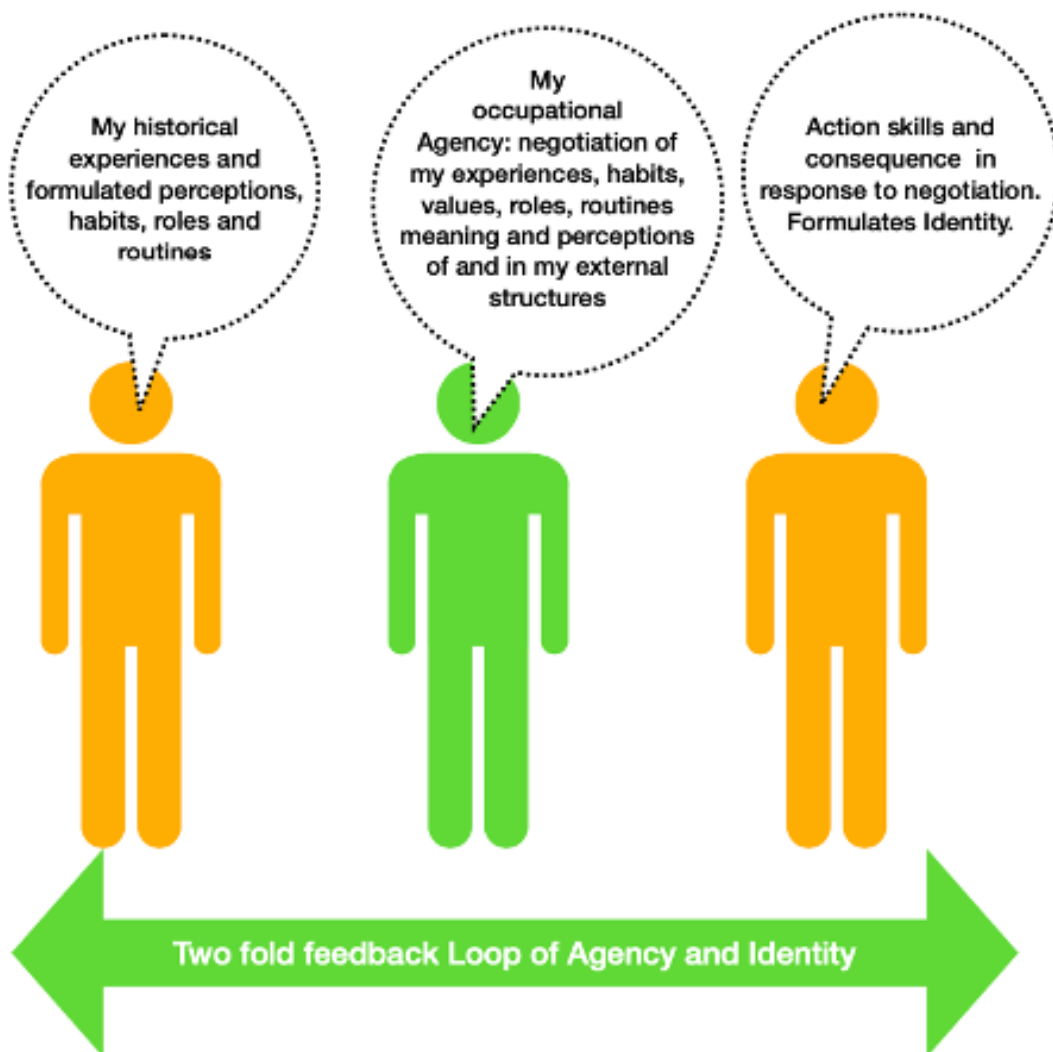 My historical
experiences and
formulated perceptions,
habits, roles and
routines
My
occupational
Agency: negotiation of
my experiences, habits,
values, roles, routines
meaning and perceptions
of and in my external
structures
Action skills and
consequence in
response to negotiation.
Formulates Identity.
Two fold feedback Loop of Agency and Identity